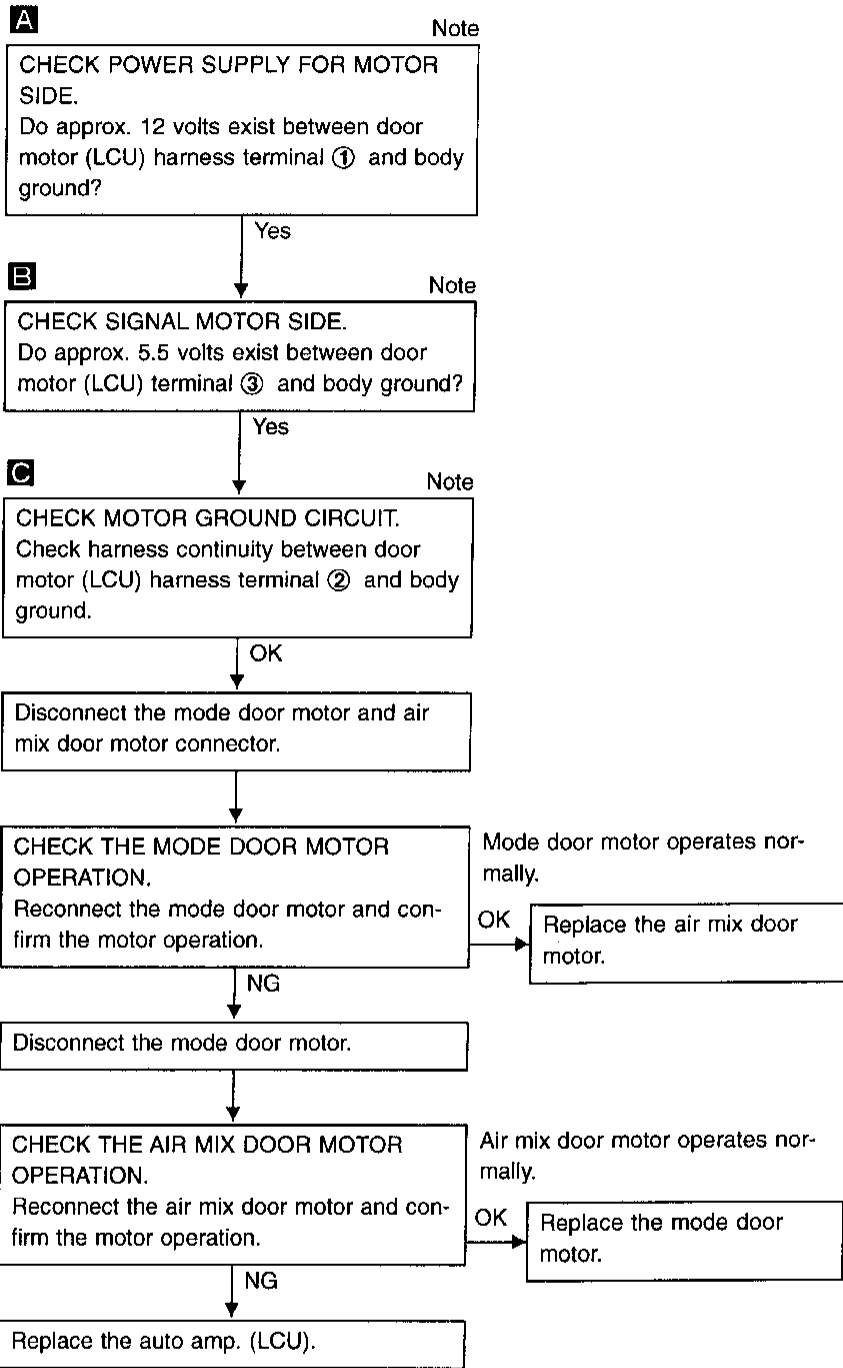 A
Note
CHECK POWER SUPPLY FOR MOTOR
SIDE.
Do approx. 12 volts exist between door
motor (LCU) harness terminal ① and body
ground?
Yes
B
Note
CHECK SIGNAL MOTOR SIDE.
Do approx. 5.5 volts exist between door
motor (LCU) terminal ③ and body ground?
Yes
C
Note
CHECK MOTOR GROUND CIRCUIT.
Check harness continuity between door
motor (LCU) harness terminal ② and body
ground.
OK
Disconnect the mode door motor and air
mix door motor connector.
CHECK THE MODE DOOR MOTOR
OPERATION.
Reconnect the mode door motor and con-
firm the motor operation.
Mode door motor operates nor-
mally.
OK
Replace the air mix door
motor.
NG
Disconnect the mode door motor.
CHECK THE AIR MIX DOOR MOTOR
OPERATION.
Reconnect the air mix door motor and con-
firm the motor operation.
Air mix door motor operates nor-
mally.
OK
Replace the mode door
motor.
NG
Replace the auto amp. (LCU).